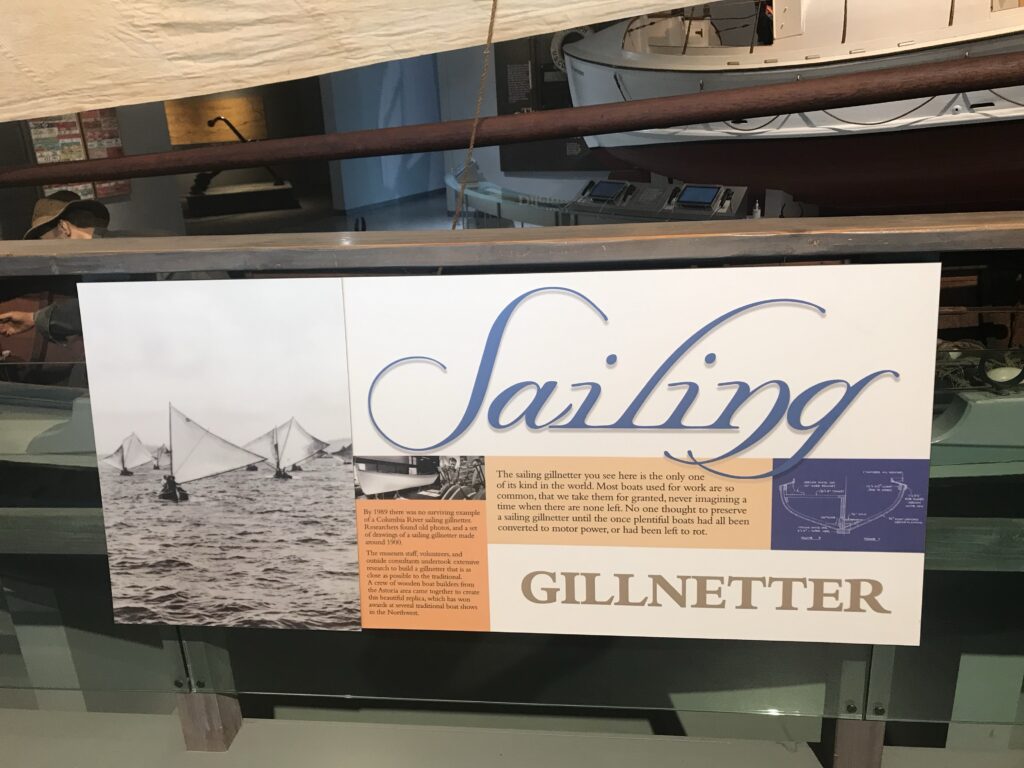 Sailing
The sailing gillnetter you see here is the only one
of its kind in the world. Most boats used for work are so
common, that we take them for granted, never imagining a
time when there are none left. No one thought to preserve
a sailing gillnetter until the once plentiful boats had all been
converted to motor power, or had been left to rot.
By 1989 there was no surviving example
of a Columbia River sailing gillnetter.
Researchers found old photos, and a set
of drawings of a sailing gillnetter made
around 1900.
The museum staff, volunteers, and
outside consultants undertook extensive
research to build a gillnetter that is as
close as possible to the traditional.
A crew of wooden boat builders from
the Astoria area came together to create
this beautiful replica, which has won
awards at several traditional boat shows
in the Northwest.
GILLNETTER